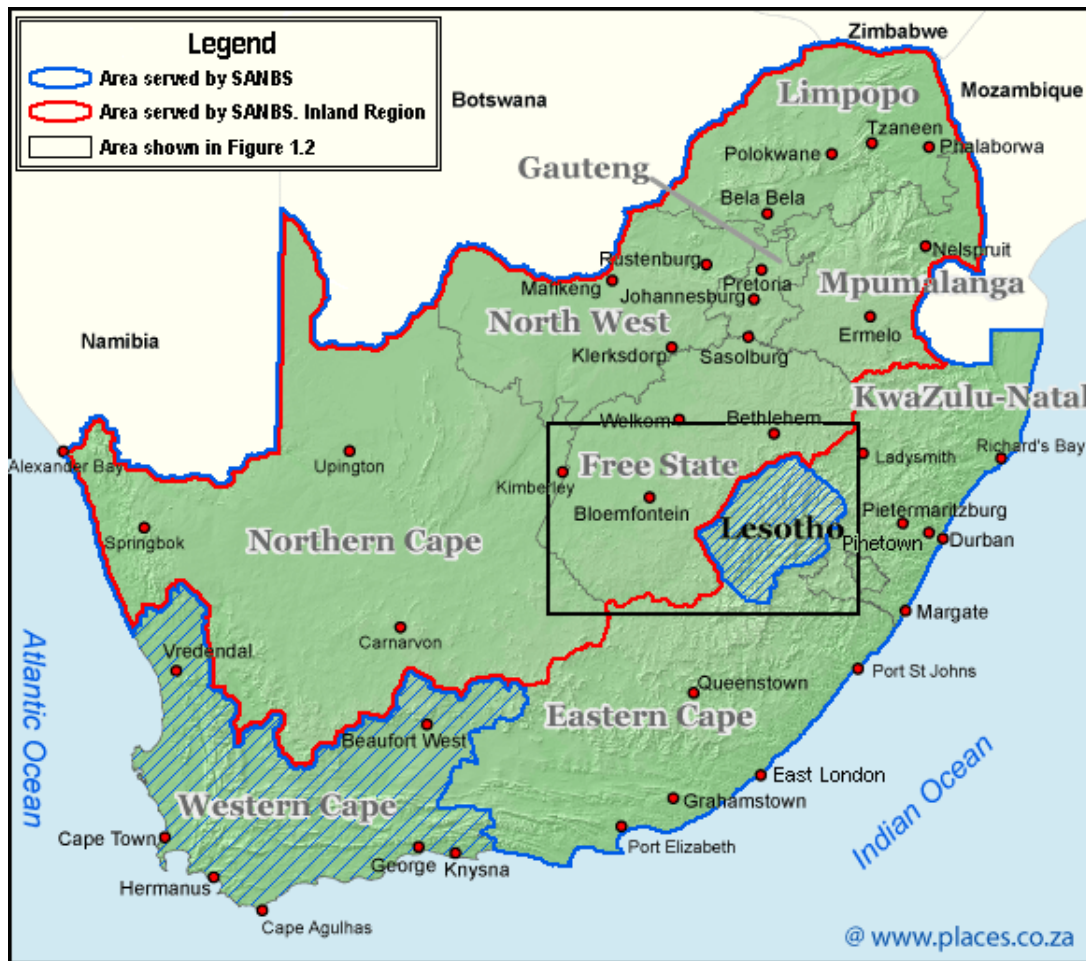 Legend
Area served by SANBS
Area served by SANBS. Inland Region
Area shown in Figure 1.2
Zimbabwe
Botswana
Mozambique
Limpopo
Tzaneen
Polokwane
Phalaborwa
Gauteng
Bela Bela
Nelspruit
Rustenburg
Mafikeng
Pretoria
Johannesburg
Mpumalanga
North West
Ermelo
Namibia
Klerksdorp
Sasolburg
KwaZulu-Natal
Welkom
Bethlehem
Alexander Bay
Upington
Kimberley
Free State
Ladysmith
Richard's Bay
Bloemfontein
Springbok
Northern Cape
Lesotho
Pietermaritzburg
Pinetown
Durban
Margate
Carnarvon
Vredendal
Port St Johns
Queenstown
Atlantic Ocean
Beaufort West
Eastern Cape
East London
Western Cape
Grahamstown
Indian Ocean
Cape Town
George
Knysna
Port Elizabeth
Hermanus
Cape Agulhas
@ www.places.co.za